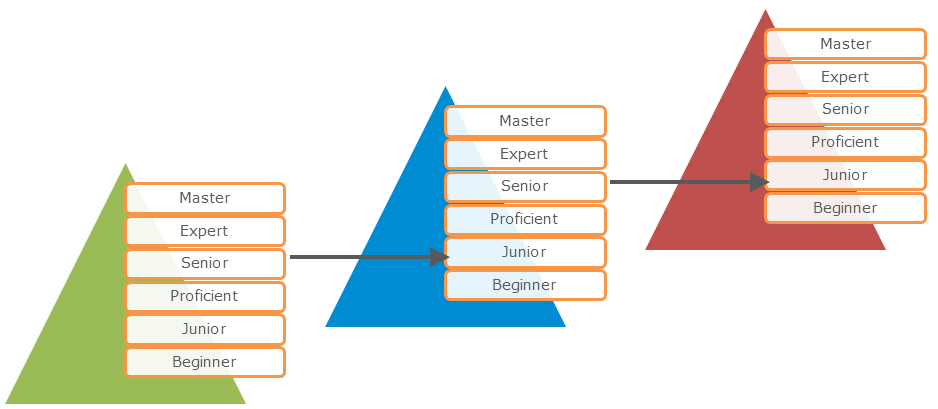 Master
Expert
Senior
Proficient
Junior
Beginner
Master
Expert
Senior
Proficient
Junior
Beginner
Master
Expert
Senior
Proficient
Junior
Beginner